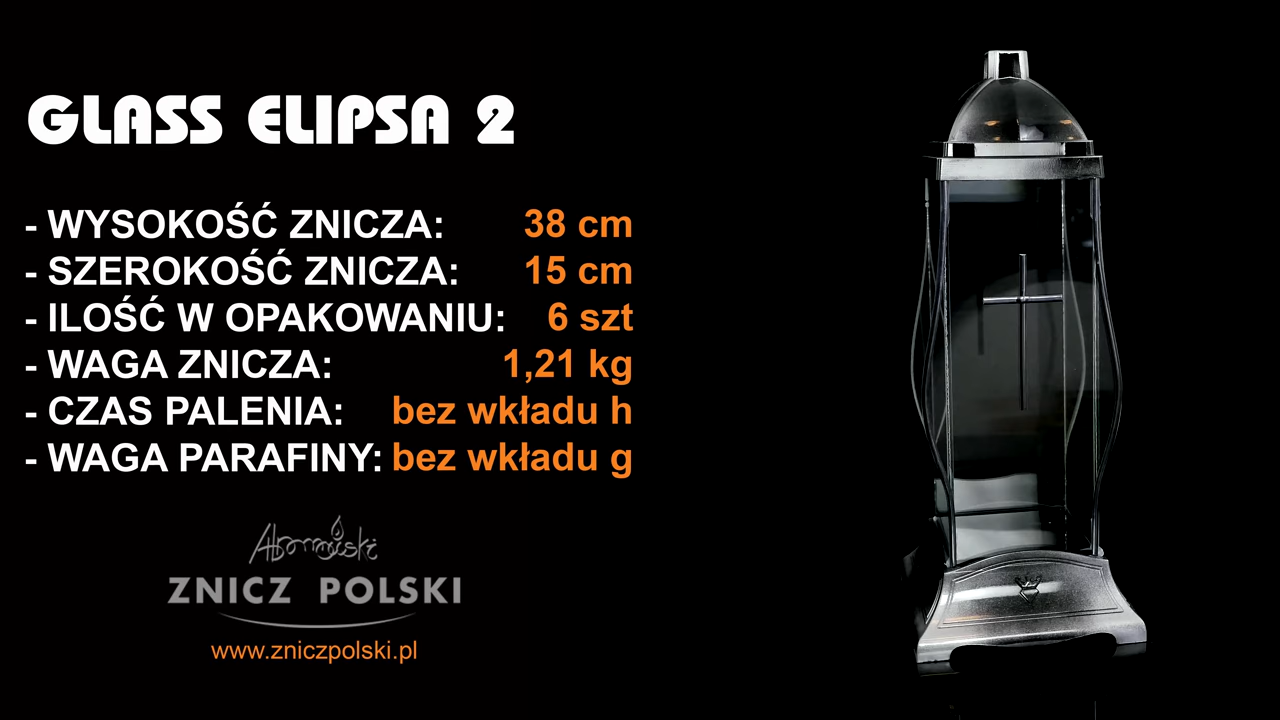 GLASS ELIPSA 2
- WYSOKOŚĆ ZNICZA: 38 cm
- SZEROKOŚĆ ZNICZA: 15 cm
- ILOŚĆ W OPAKOWANIU: 6 szt
- WAGA ZNICZA: 1,21 kg
- CZAS PALENIA: bez wkładu h
- WAGA PARAFINY: bez wkładu g
ZNICZ POLSKI
www.zniczpolski.pl